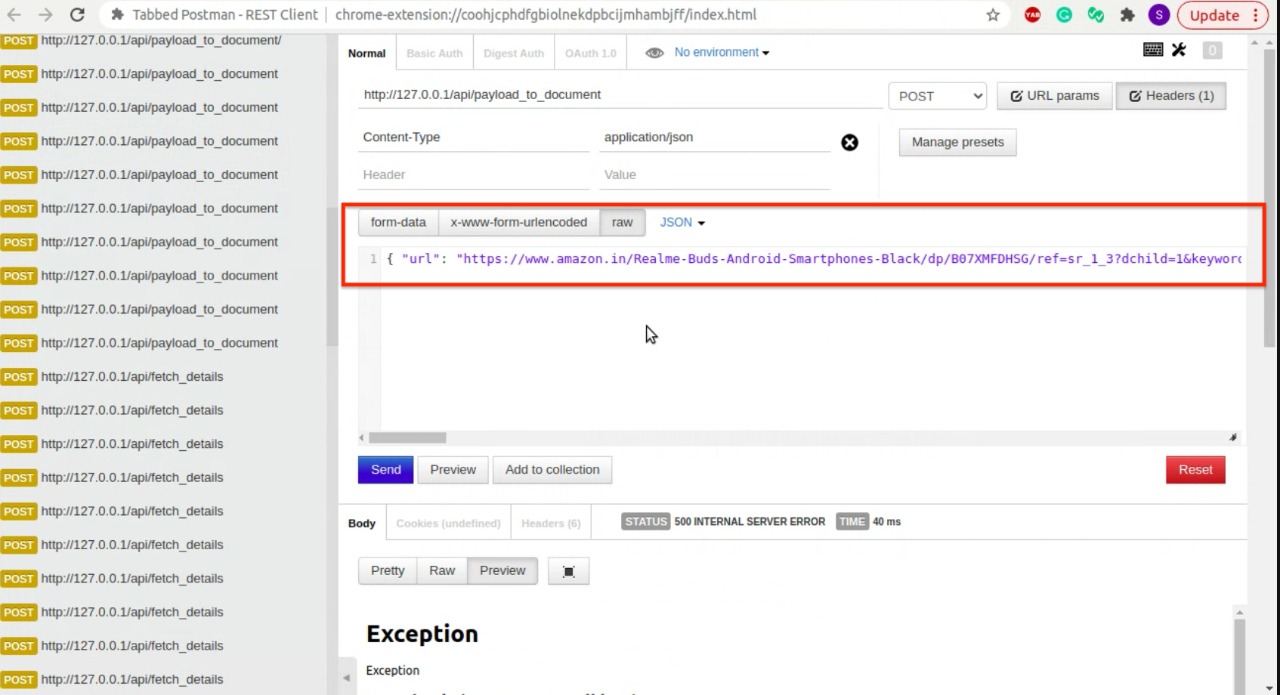 Tabbed Postman - REST Client chrome-extension://coohjcphdfgbiolnekdpbcijmhambjff/index.html S Update
POST http://127.0.0.1/api/payload_to_document/
POST http://127.0.0.1/api/payload_to_document
POST http://127.0.0.1/api/payload_to_document
POST http://127.0.0.1/api/payload_to_document
POST http://127.0.0.1/api/payload_to_document
POST http://127.0.0.1/api/payload_to_document
POST http://127.0.0.1/api/payload_to_document
POST http://127.0.0.1/api/payload_to_document
POST http://127.0.0.1/api/payload_to_document
POST http://127.0.0.1/api/payload_to_document
POST http://127.0.0.1/api/fetch_details
POST http://127.0.0.1/api/fetch_details
POST http://127.0.0.1/api/fetch_details
POST http://127.0.0.1/api/fetch_details
POST http://127.0.0.1/api/fetch_details
POST http://127.0.0.1/api/fetch_details
POST http://127.0.0.1/api/fetch_details
POST http://127.0.0.1/api/fetch_details
POST http://127.0.0.1/api/fetch_details
POST http://127.0.0.1/api/fetch_details
Normal Basic Auth Digest Auth OAuth 1.0 No environment 0
http://127.0.0.1/api/payload_to_document POST URL params Headers (1)
Content-Type application/json Manage presets
Header Value
form-data x-www-form-urlencoded raw JSON
1 { "url": "https://www.amazon.in/Realme-Buds-Android-Smartphones-Black/dp/B07XMFDHSG/ref=sr_1_3?dchild=1&keyword
Send Preview Add to collection Reset
Body Cookies (undefined) Headers (6) STATUS 500 INTERNAL SERVER ERROR TIME 40 ms
Pretty Raw Preview
Exception
Exception